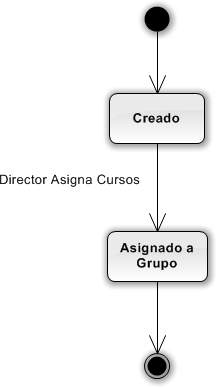 Creado
Director Asigna Cursos
Asignado a
Grupo